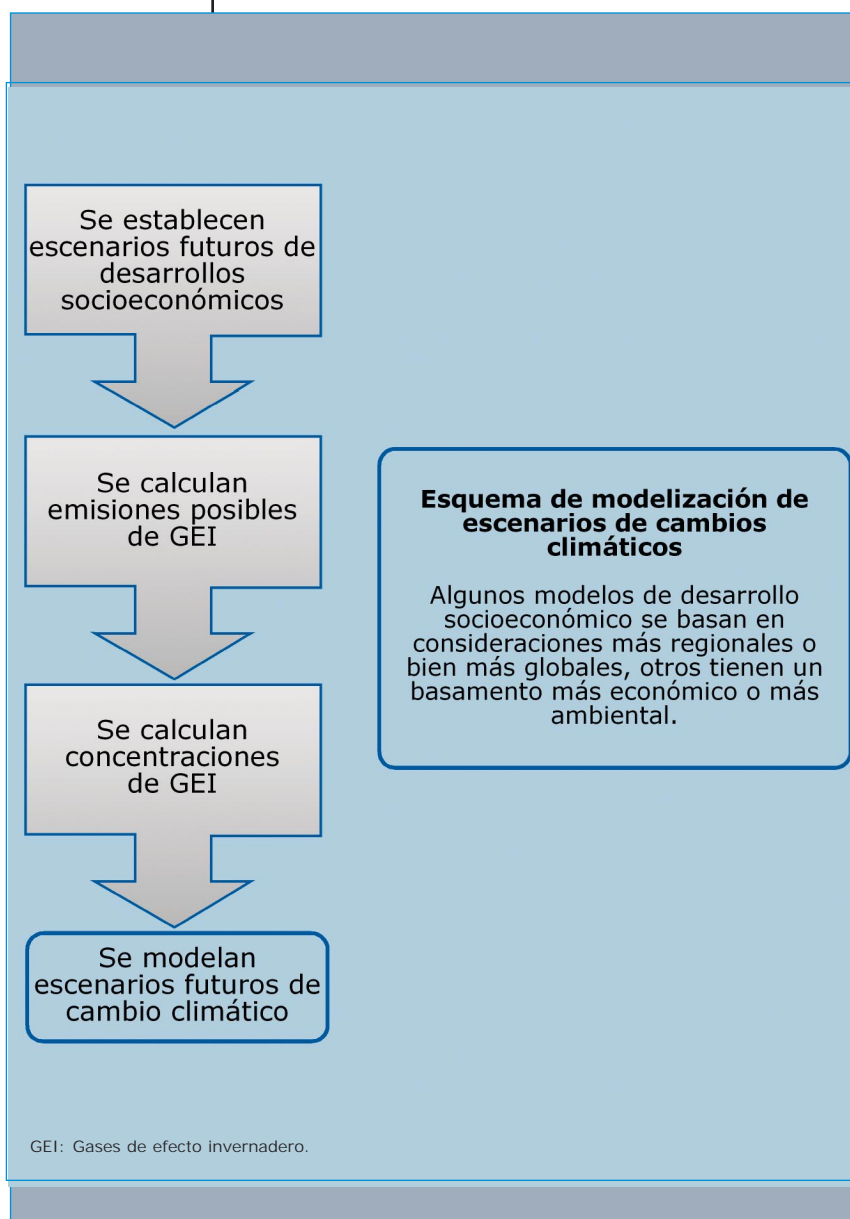 Se establecen
escenarios futuros de
desarrollos
socioeconómicos
Se calculan
emisiones posibles
de GEI
Se calculan
concentraciones
de GEI
Se modelan
escenarios futuros de
cambio climático
Esquema de modelización de
escenarios de cambios
climáticos
Algunos modelos de desarrollo
socioeconómico se basan en
consideraciones más regionales o
bien más globales, otros tienen un
basamento más económico o más
ambiental.
GEI: Gases de efecto invernadero.